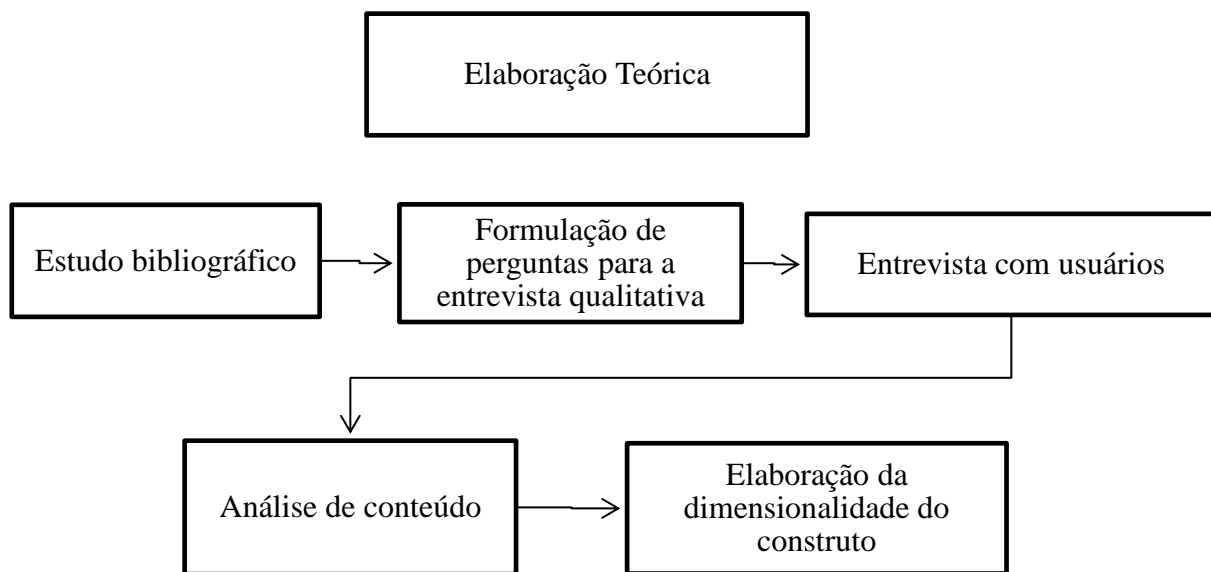 Elaboração Teórica
Estudo bibliográfico
Formulação de
perguntas para a
entrevista qualitativa
Entrevista com usuários
Análise de conteúdo
Elaboração da
dimensionalidade do
construto